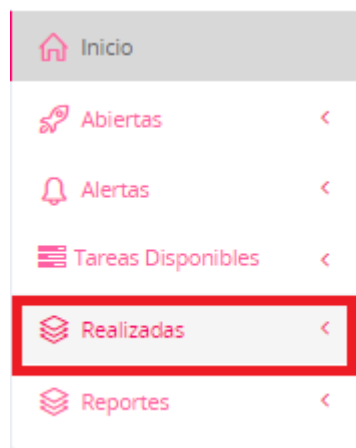 Inicio
Abiertas
Alertas
Tareas Disponibles
Realizadas
Reportes